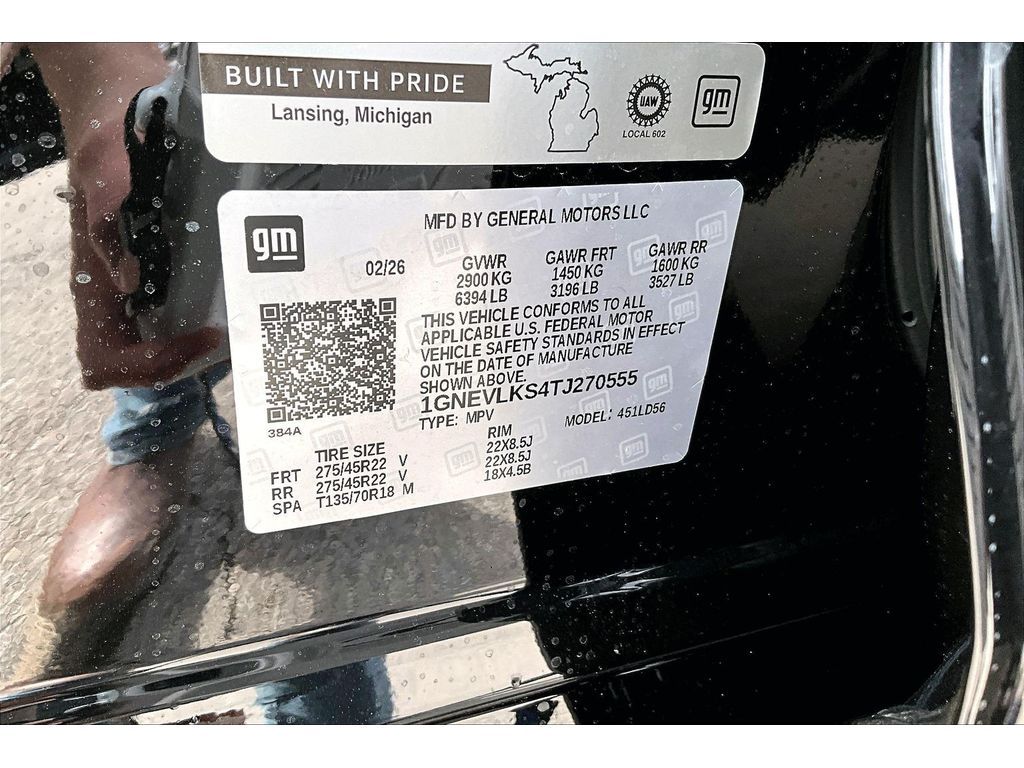 BUILT WITH PRIDE
Lansing, Michigan
UAW
LOCAL 602
gm
gm
MFD BY GENERAL MOTORS LLC
02/26
GVWR
2900 KG
6394 LB
GAWR FRT
1450 KG
3196 LB
GAWR RR
1600 KG
3527 LB
THIS VEHICLE CONFORMS TO ALL
APPLICABLE U.S. FEDERAL MOTOR
VEHICLE SAFETY STANDARDS IN EFFECT
ON THE DATE OF MANUFACTURE
SHOWN ABOVE.
1GNEVLKS4TJ270555
TYPE: MPV MODEL: 451LD56
384A
TIRE SIZE RIM
FRT 275/45R22 V 22X8.5J
RR 275/45R22 V 22X8.5J
SPA T135/70R18 M 18X4.5B